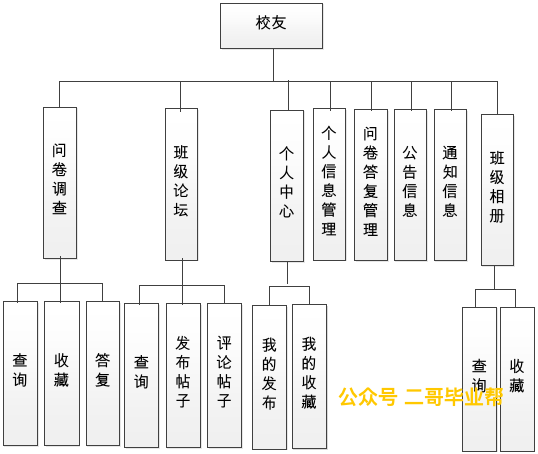 校友
问卷调查
班级论坛
个人中心
个人信息管理
问卷答复管理
公告信息
通知信息
班级相册
查询
收藏
答复
查询
发布帖子
评论帖子
我的发布
我的收藏
查询
收藏
公众号 二哥毕业帮